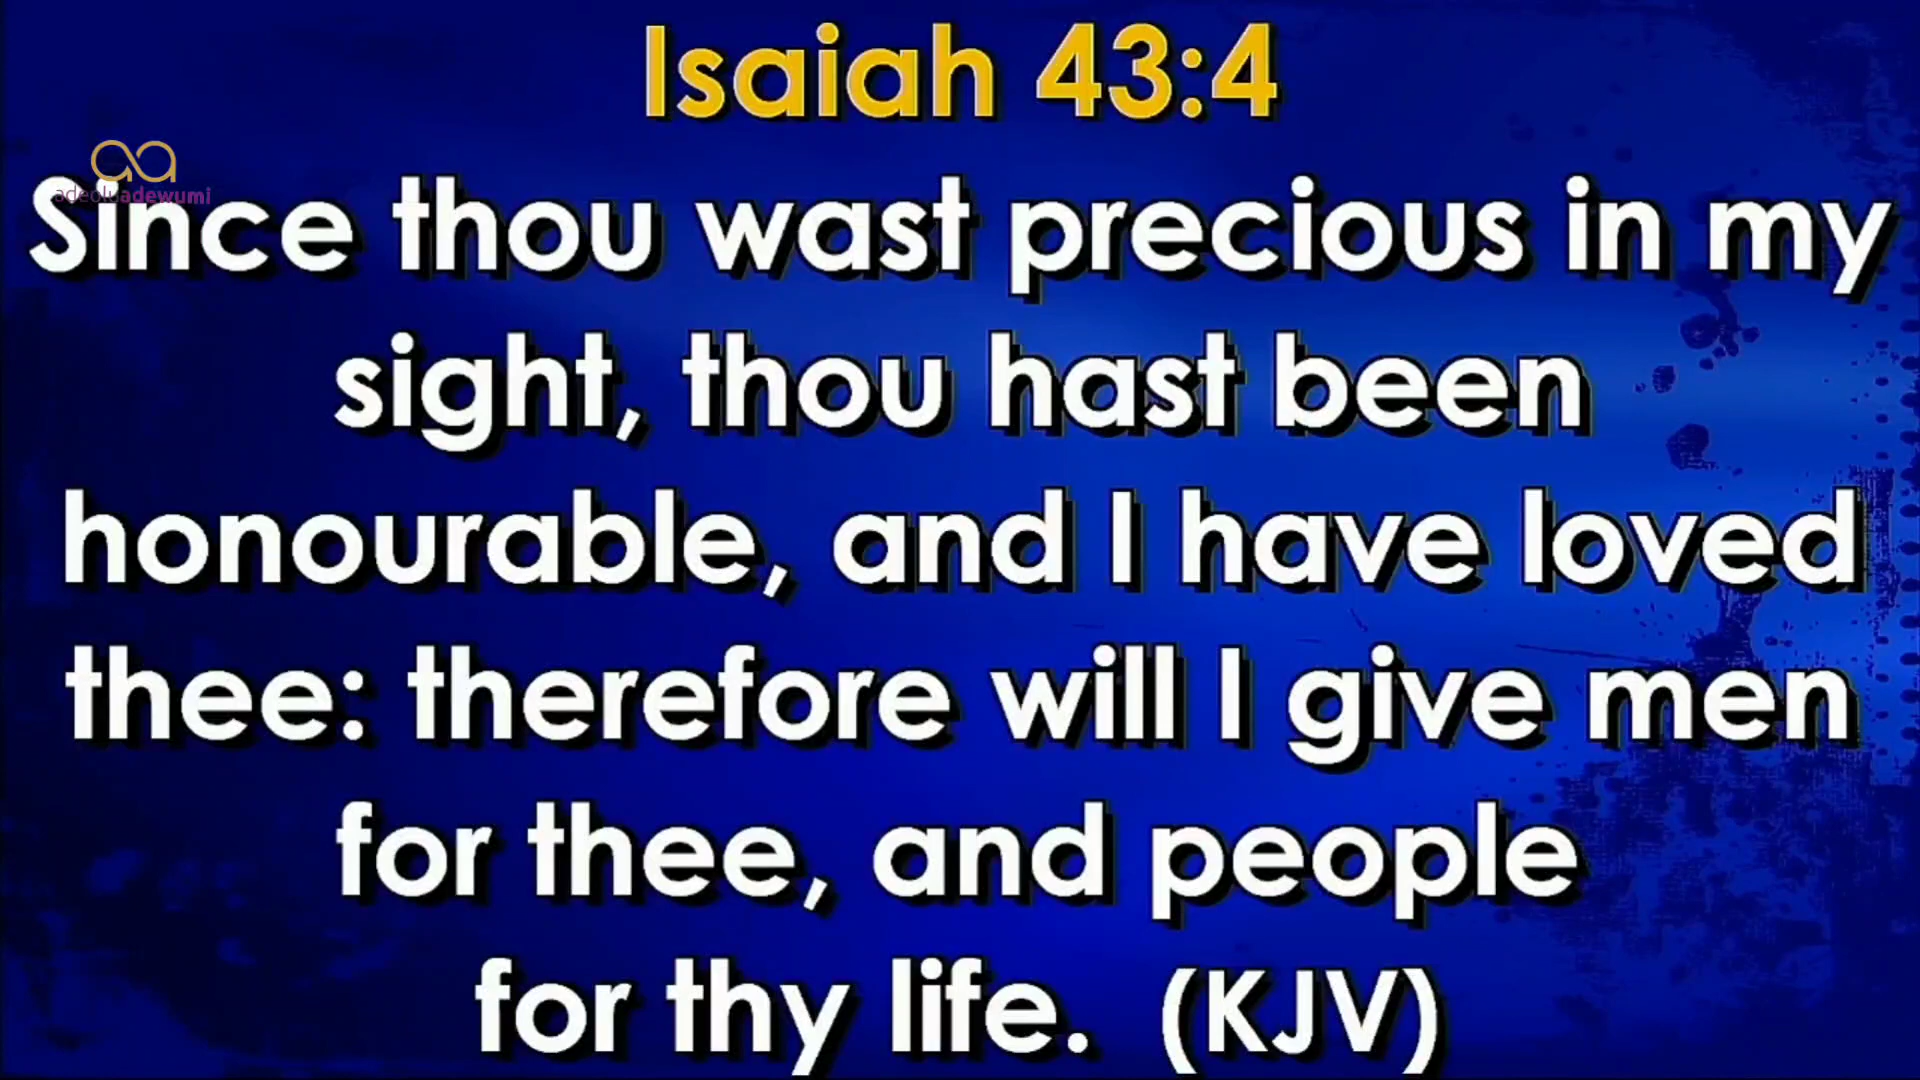 Isaiah 43:4
adeoluadewumi
Since thou wast precious in my
sight, thou hast been
honourable, and I have loved
thee: therefore will I give men
for thee, and people
for thy life. (KJV)